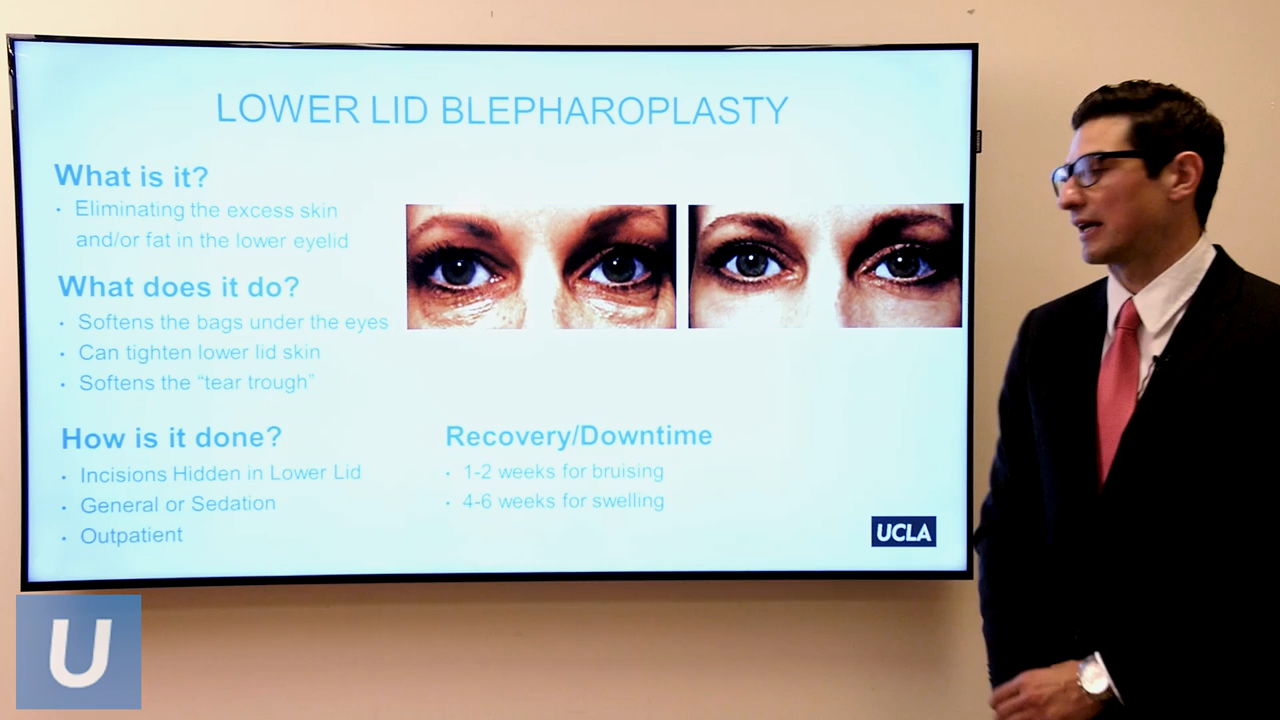 LOWER LID BLEPHAROPLASTY
What is it?
• Eliminating the excess skin
and/or fat in the lower eyelid
What does it do?
• Softens the bags under the eyes
• Can tighten lower lid skin
• Softens the “tear trough”
How is it done?
• Incisions Hidden in Lower Lid
• General or Sedation
• Outpatient
Recovery/Downtime
• 1-2 weeks for bruising
• 4-6 weeks for swelling
UCLA
U